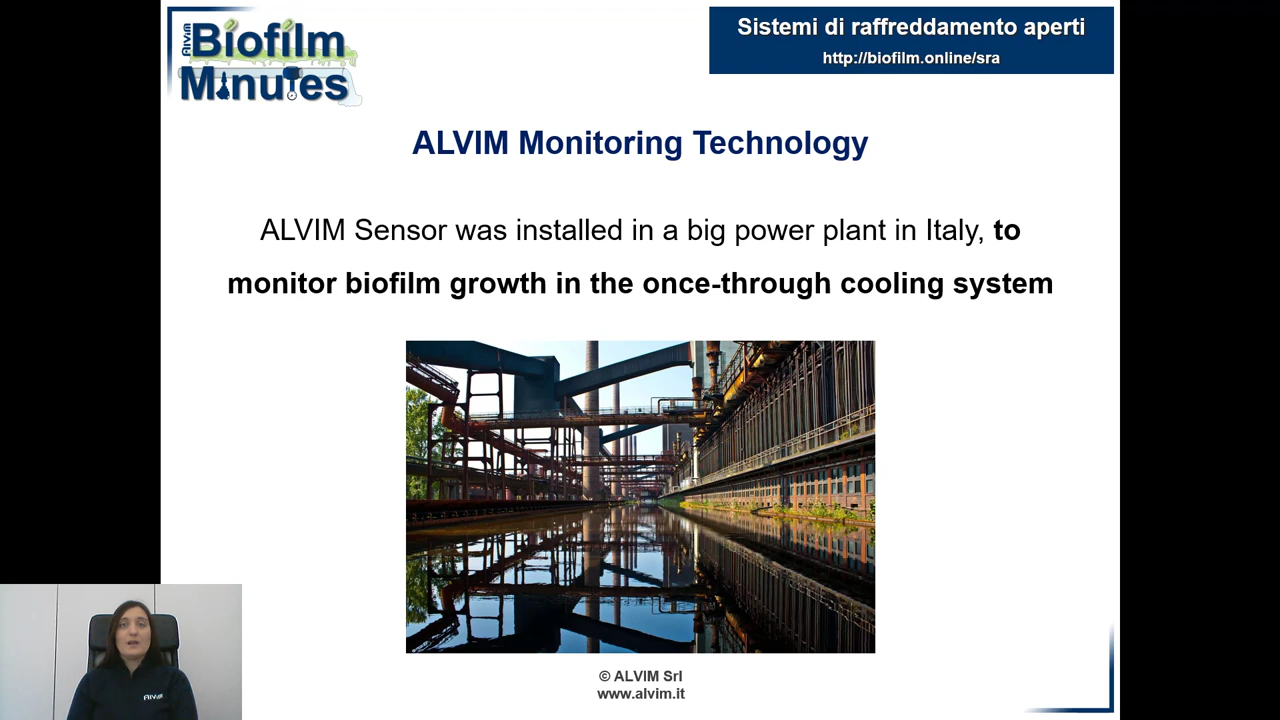 ALVIM
Biofilm
Minutes
Sistemi di raffreddamento aperti
http://biofilm.online/sra
ALVIM Monitoring Technology
ALVIM Sensor was installed in a big power plant in Italy, to
monitor biofilm growth in the once-through cooling system
© ALVIM Srl
www.alvim.it
ALVIM